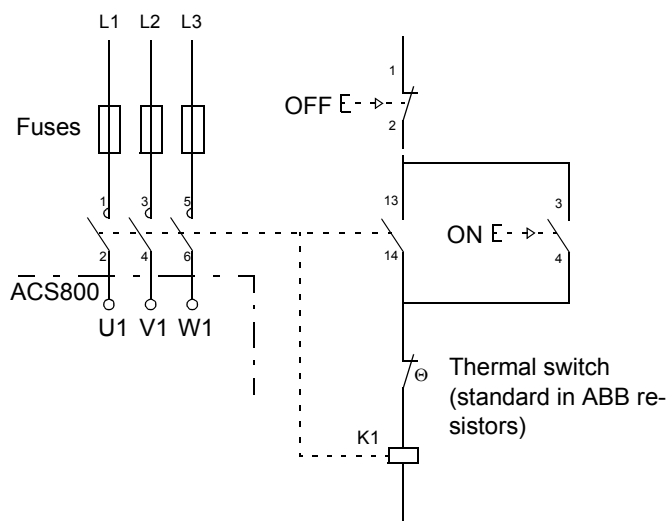 L1 L2 L3
1
OFF
2
Fuses
1 3 5
13
3
ON
2 4 6
14
4
ACS800
U1 V1 W1
Thermal switch
Θ
(standard in ABB re-
sistors)
K1